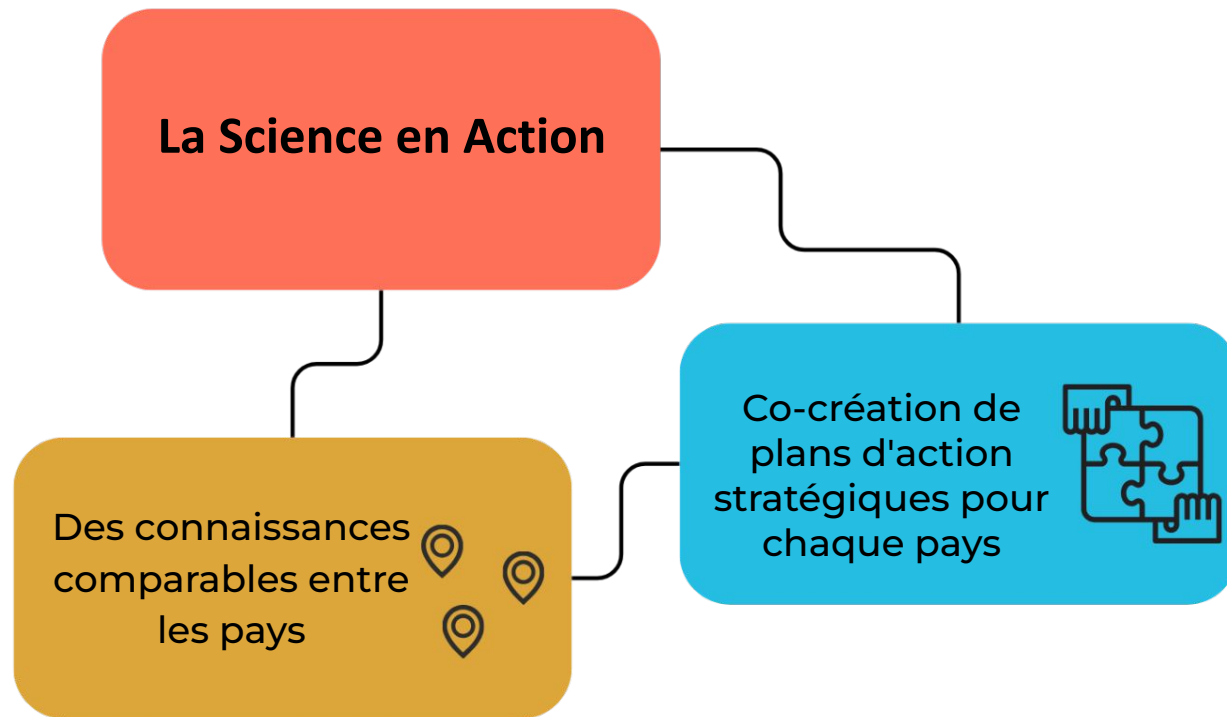 La Science en Action
Co-création de
plans d'action
stratégiques pour
chaque pays
Des connaissances
comparables entre
les pays